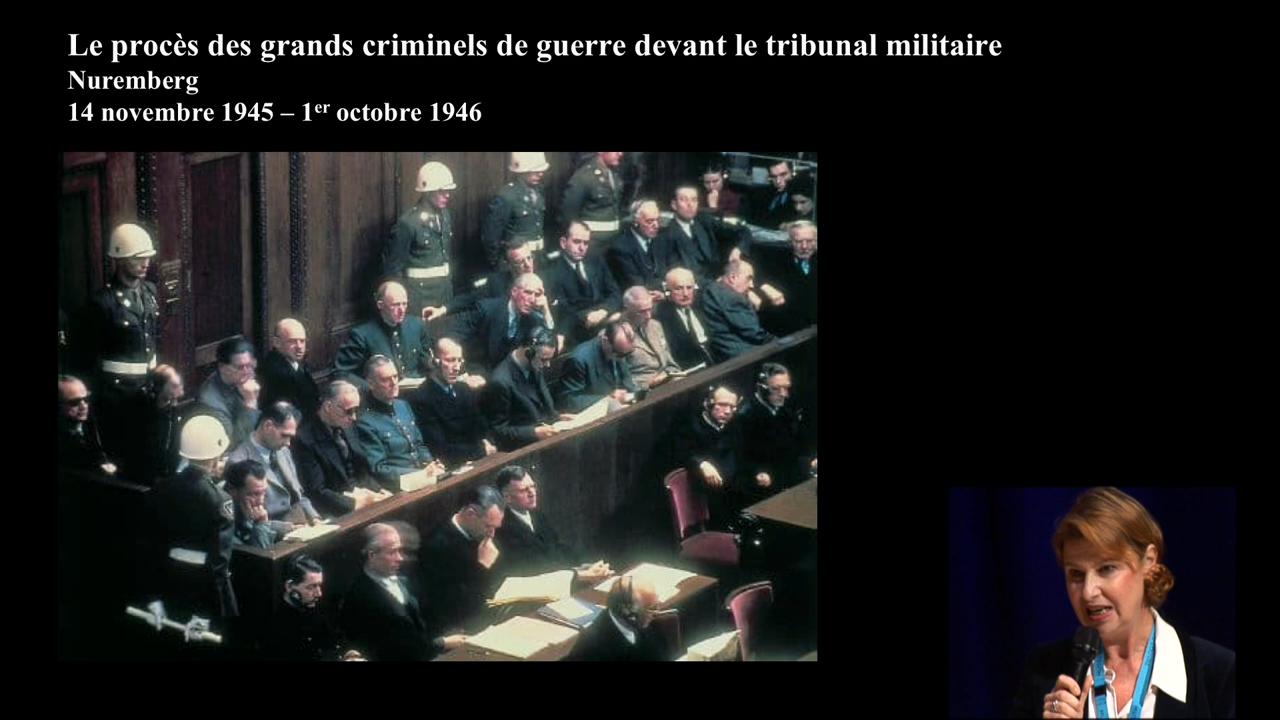 Le procès des grands criminels de guerre devant le tribunal militaire
Nuremberg
14 novembre 1945 – 1er octobre 1946